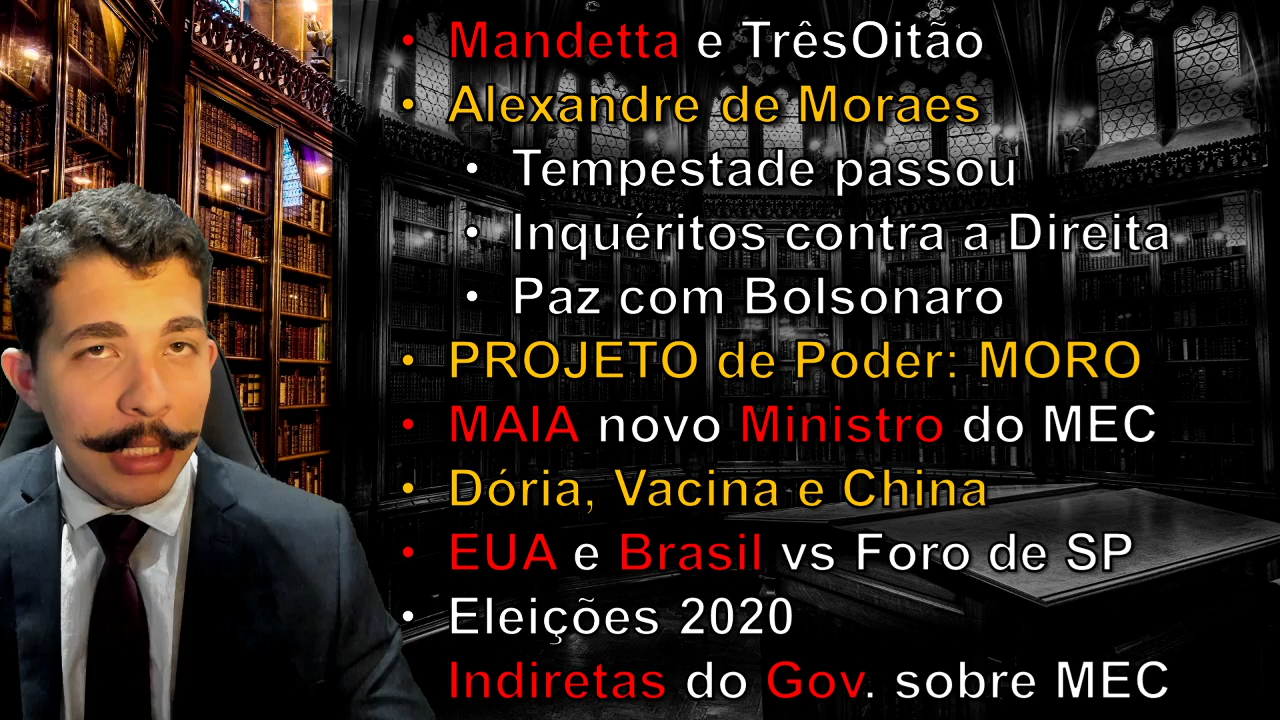 • Mandetta e TrêsOitão
• Alexandre de Moraes
• Tempestade passou
• Inquéritos contra a Direita
• Paz com Bolsonaro
• PROJETO de Poder: MORO
• MAIA novo Ministro do MEC
• Dória, Vacina e China
• EUA e Brasil vs Foro de SP
• Eleições 2020
Indiretas do Gov. sobre MEC